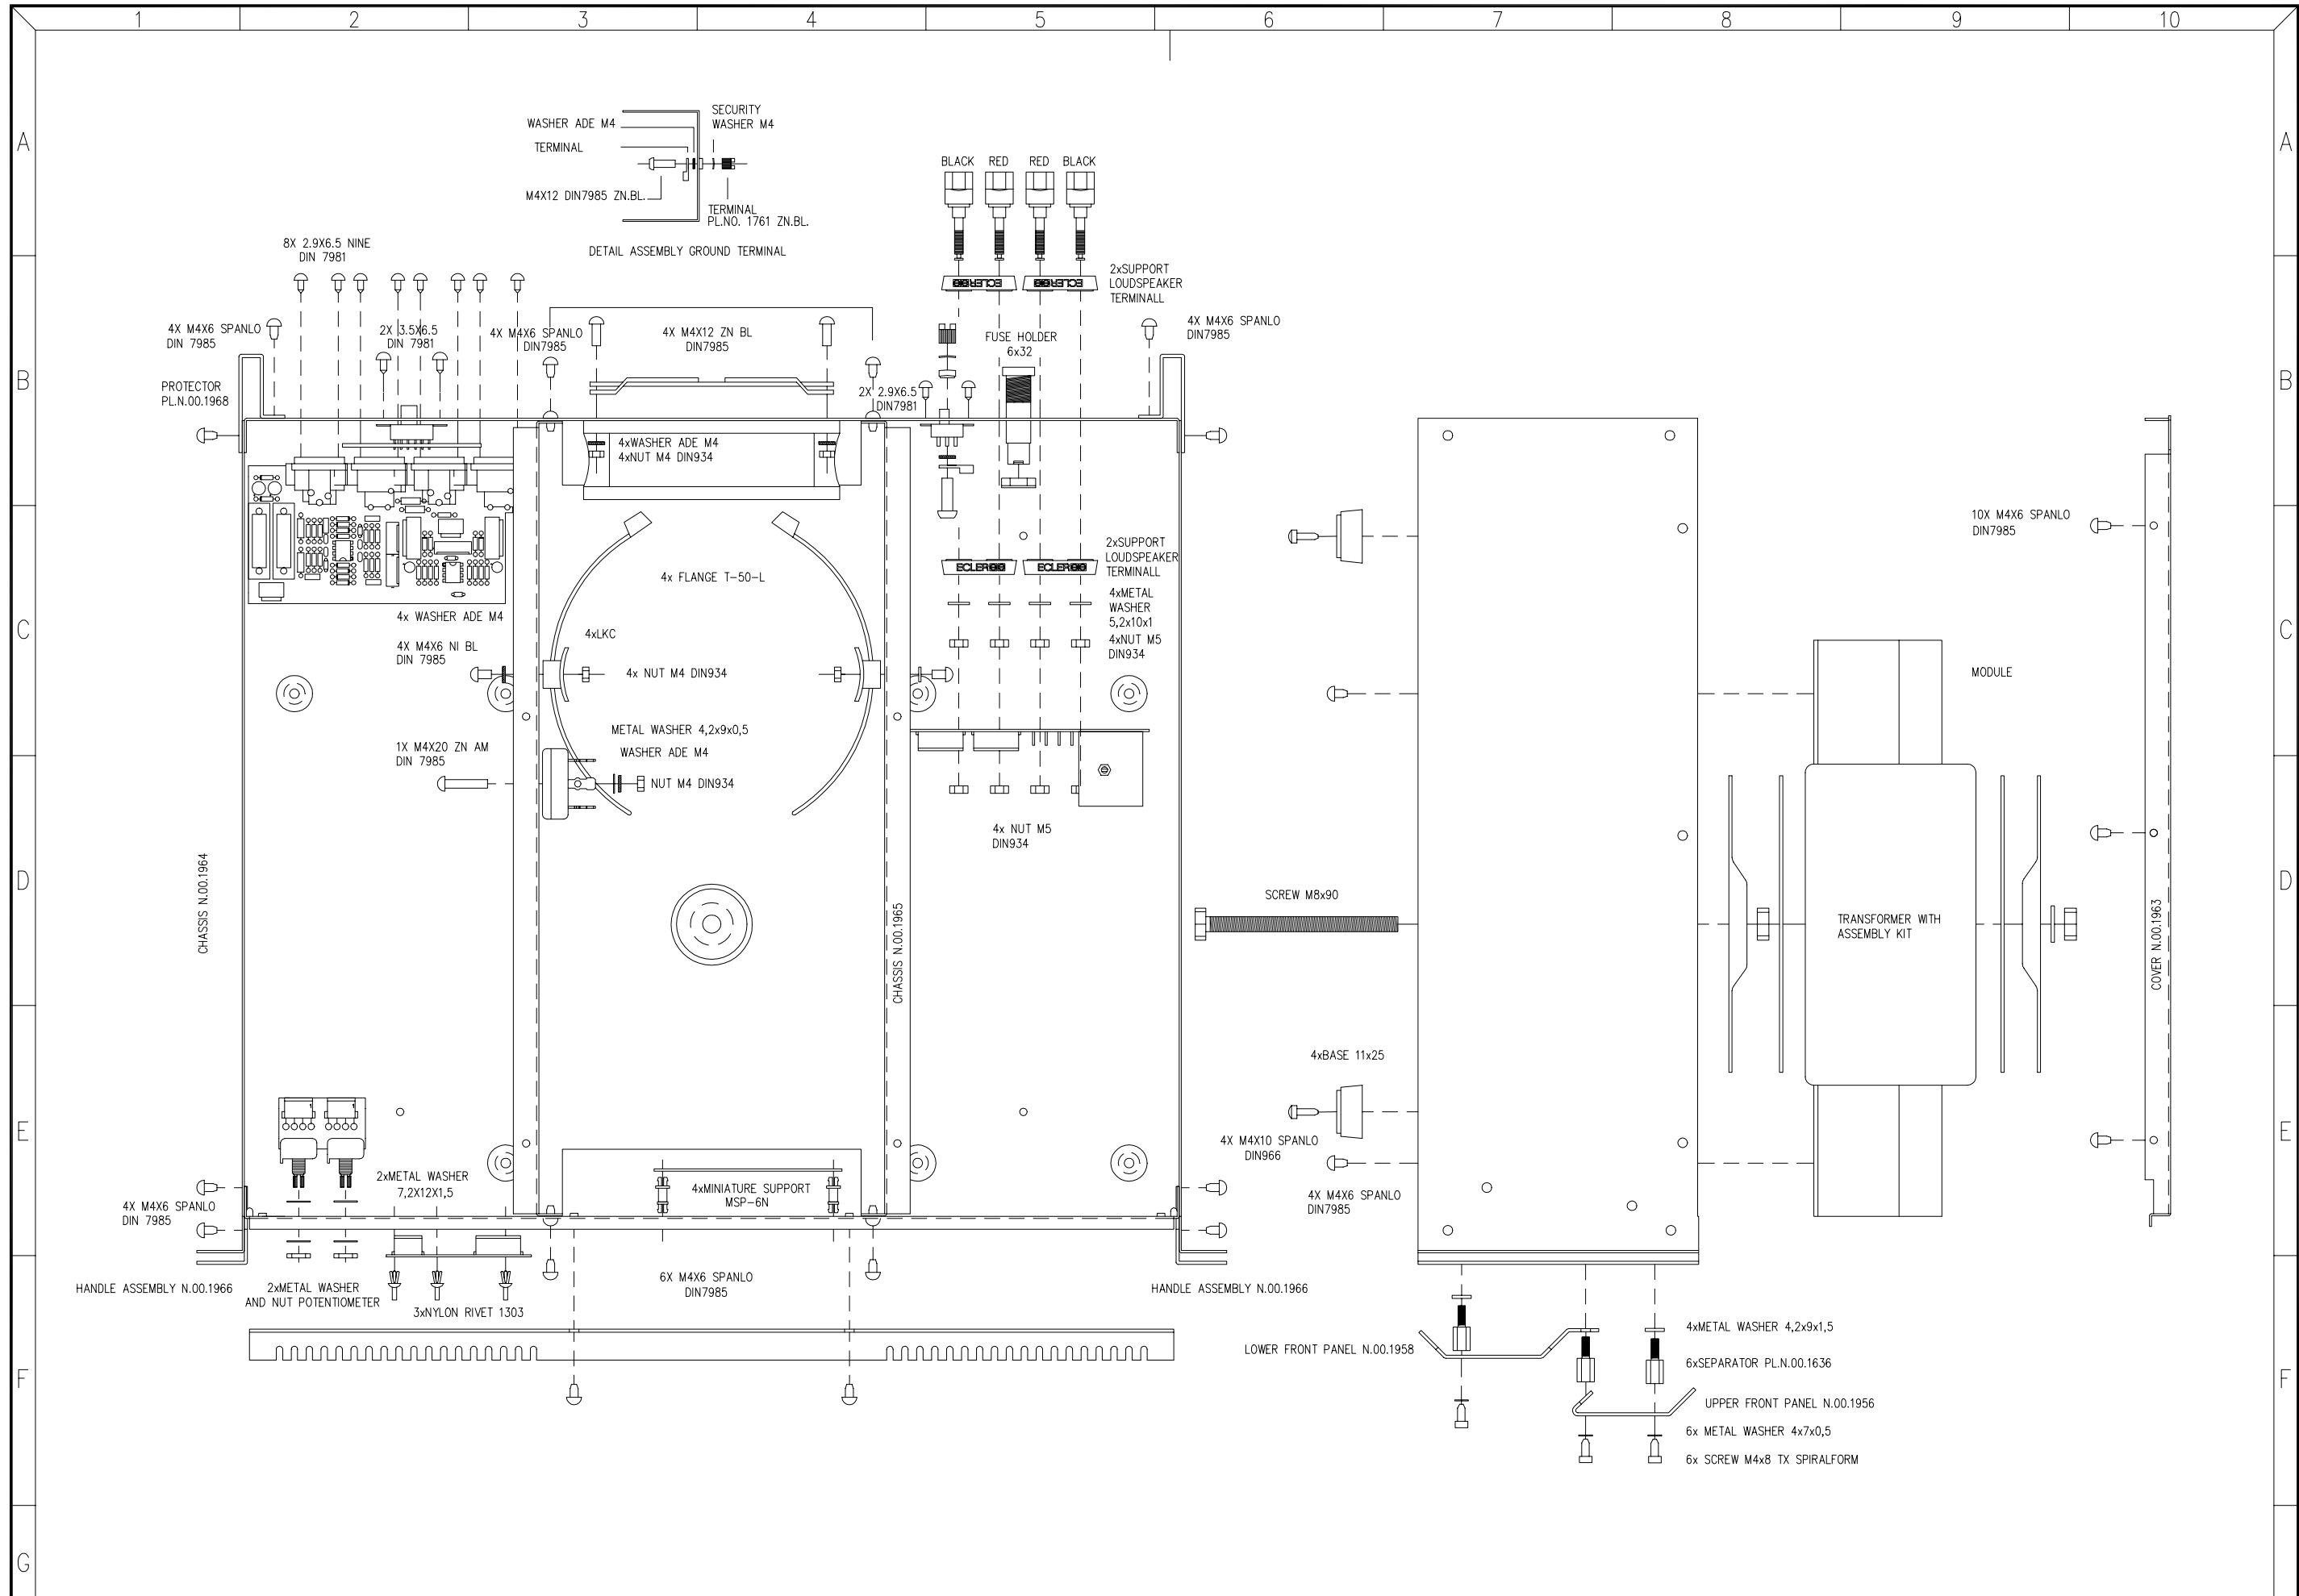 1 2 3 4 5 6 7 8 9 10
A
A
SECURITY
WASHER M4
WASHER ADE M4
TERMINAL
M4X12 DIN7985 ZN.BL.
TERMINAL
PL.NO. 1761 ZN.BL.
DETAIL ASSEMBLY GROUND TERMINAL
BLACK RED RED BLACK
8X 2.9X6.5 NINE
DIN 7981
ECLER
ECLER
2xSUPPORT
LOUDSPEAKER
TERMINALL
4X M4X6 SPANLO
DIN 7985
2X 3.5X6.5
DIN 7981
4X M4X6 SPANLO
DIN7985
4X M4X12 ZN BL
DIN7985
FUSE HOLDER
6x32
4X M4X6 SPANLO
DIN7985
B
B
PROTECTOR
PL.N.00.1968
2X 2.9X6.5
DIN7981
4xWASHER ADE M4
4xNUT M4 DIN934
10X M4X6 SPANLO
DIN7985
ECLER
ECLER
2xSUPPORT
LOUDSPEAKER
TERMINALL
4x FLANGE T-50-L
4xMETAL
WASHER
5,2x10x1
4xNUT M5
DIN934
C
C
4x WASHER ADE M4
4X M4X6 NI BL
DIN 7985
4xLKC
4x NUT M4 DIN934
MODULE
METAL WASHER 4,2x9x0,5
WASHER ADE M4
NUT M4 DIN934
1X M4X20 ZN AM
DIN 7985
4x NUT M5
DIN934
D
D
CHASSIS N.00.1964
CHASSIS N.00.1965
SCREW M8x90
TRANSFORMER WITH
ASSEMBLY KIT
COVER N.00.1963
4xBASE 11x25
E
E
4X M4X10 SPANLO
DIN966
4X M4X6 SPANLO
DIN7985
2xMETAL WASHER
7,2X12X1,5
4xMINIATURE SUPPORT
MSP-6N
4X M4X6 SPANLO
DIN 7985
HANDLE ASSEMBLY N.00.1966
2xMETAL WASHER
AND NUT POTENTIOMETER
3xNYLON RIVET 1303
6X M4X6 SPANLO
DIN7985
HANDLE ASSEMBLY N.00.1966
LOWER FRONT PANEL N.00.1958
4xMETAL WASHER 4,2x9x1,5
6xSEPARATOR PL.N.00.1636
F
F
UPPER FRONT PANEL N.00.1956
6x METAL WASHER 4x7x0,5
6x SCREW M4x8 TX SPIRALFORM
G